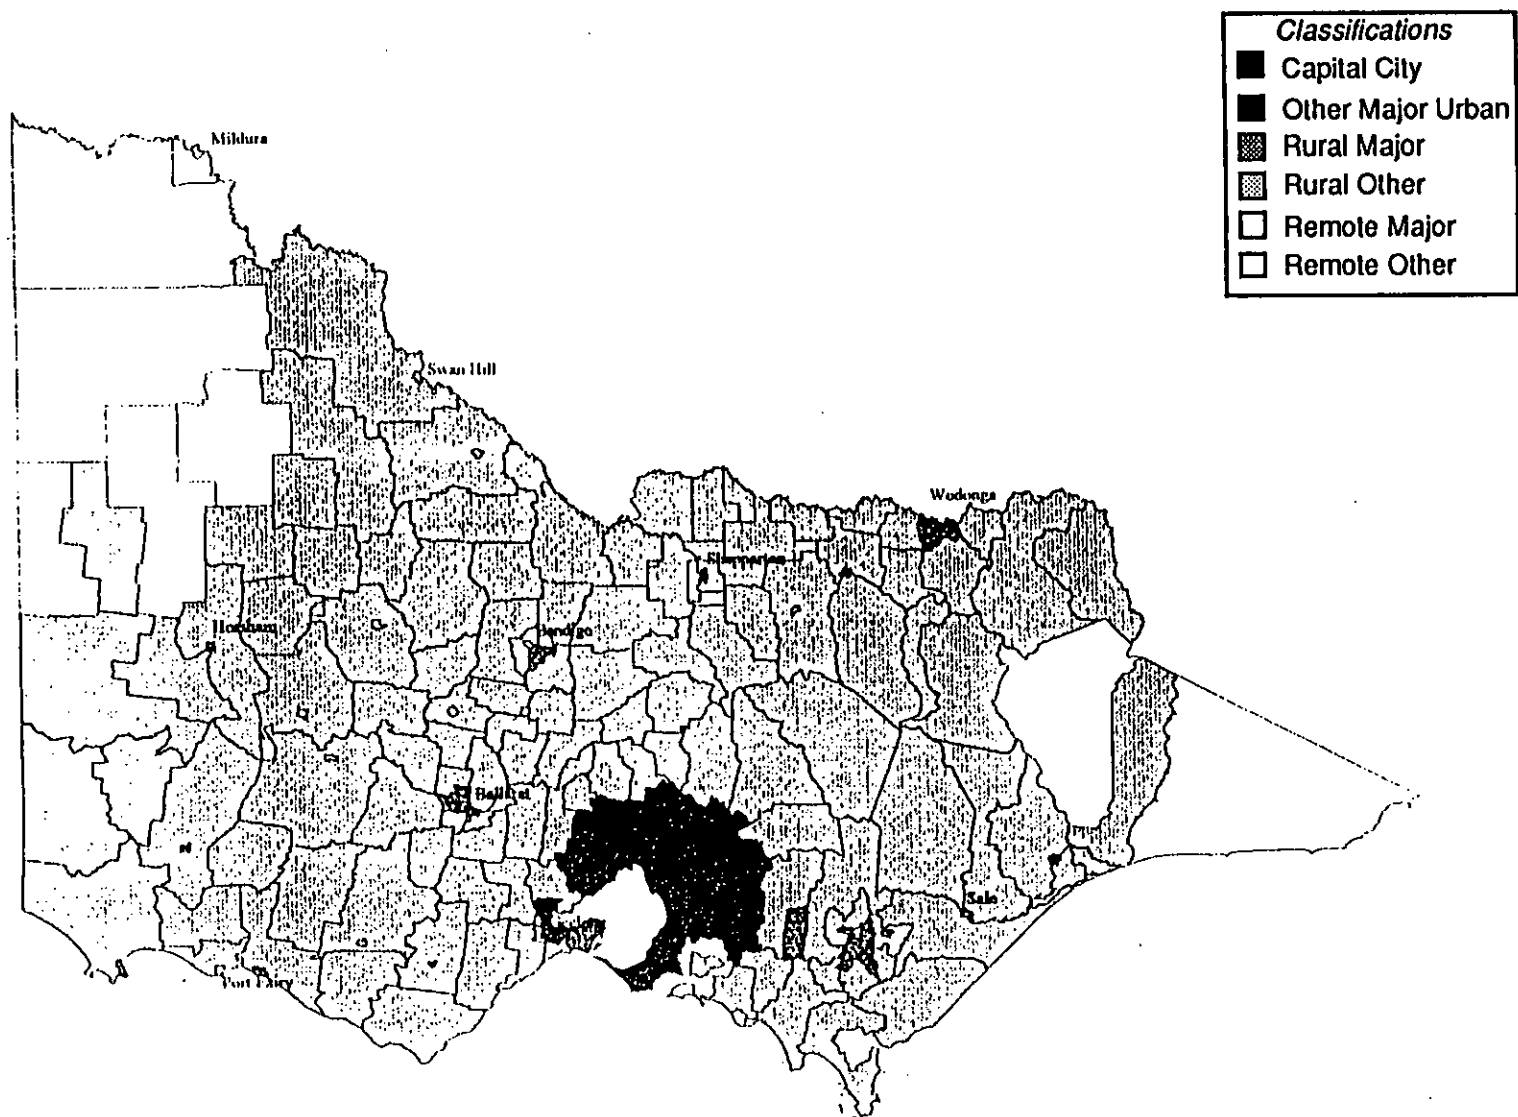 Classifications
Capital City
Other Major Urban
Rural Major
Rural Other
Remote Major
Remote Other
Mildura
Swan Hill
Wodonga
Shepparton
Horsham
Bendigo
Ballarat
Sale
Port Fairy